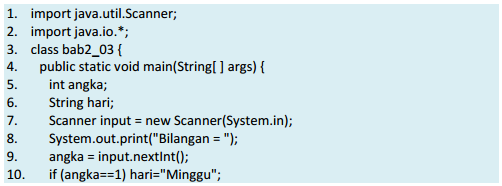 1. import java.util.Scanner;
2. import java.io.*;
3. class bab2_03 {
4. public static void main(String[ ] args) {
5. int angka;
6. String hari;
7. Scanner input = new Scanner(System.in);
8. System.out.print("Bilangan = ");
9. angka = input.nextInt();
10. if (angka==1) hari="Minggu";